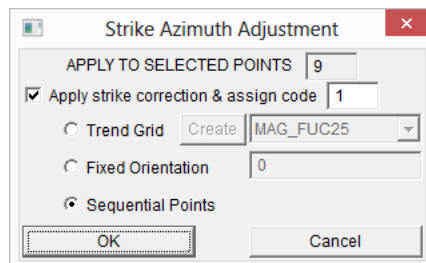 Strike Azimuth Adjustment
APPLY TO SELECTED POINTS 9
Apply strike correction & assign code 1
Trend Grid Create MAG_FUC25
Fixed Orientation 0
Sequential Points
OK Cancel